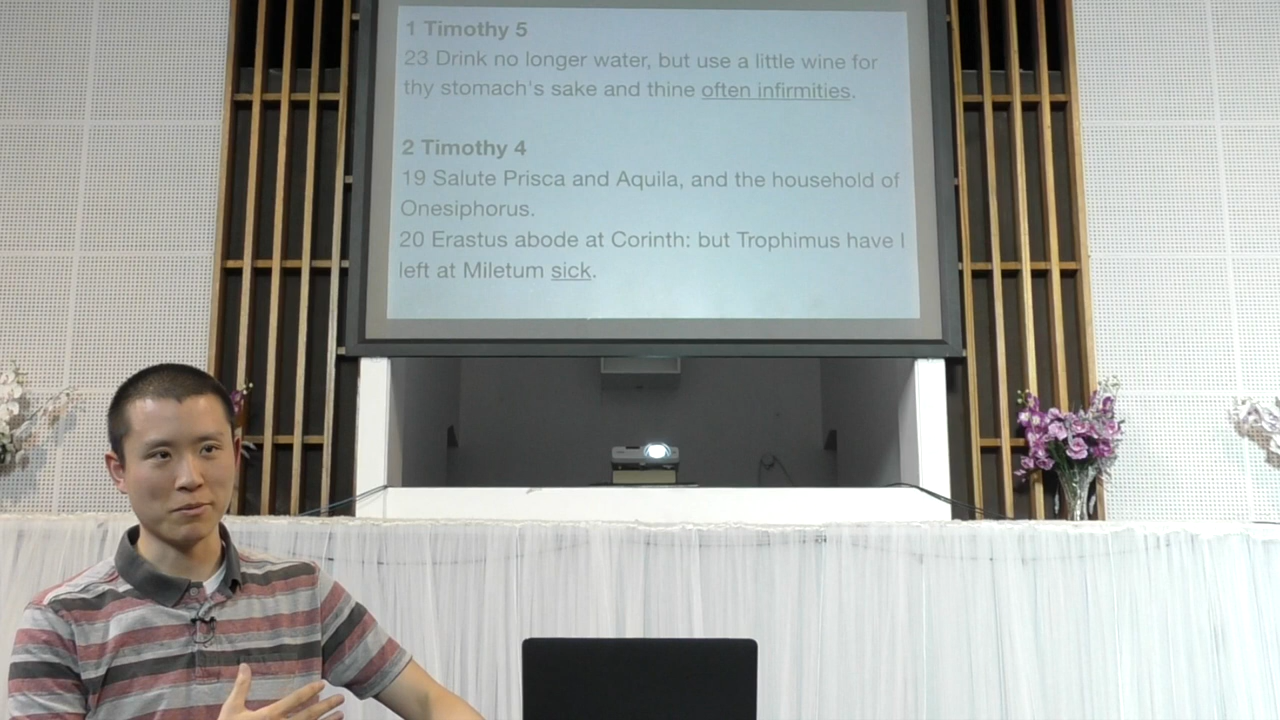 1 Timothy 5
23 Drink no longer water, but use a little wine for
thy stomach's sake and thine often infirmities.
2 Timothy 4
19 Salute Prisca and Aquila, and the household of
Onesiphorus.
20 Erastus abode at Corinth: but Trophimus have I
left at Miletum sick.